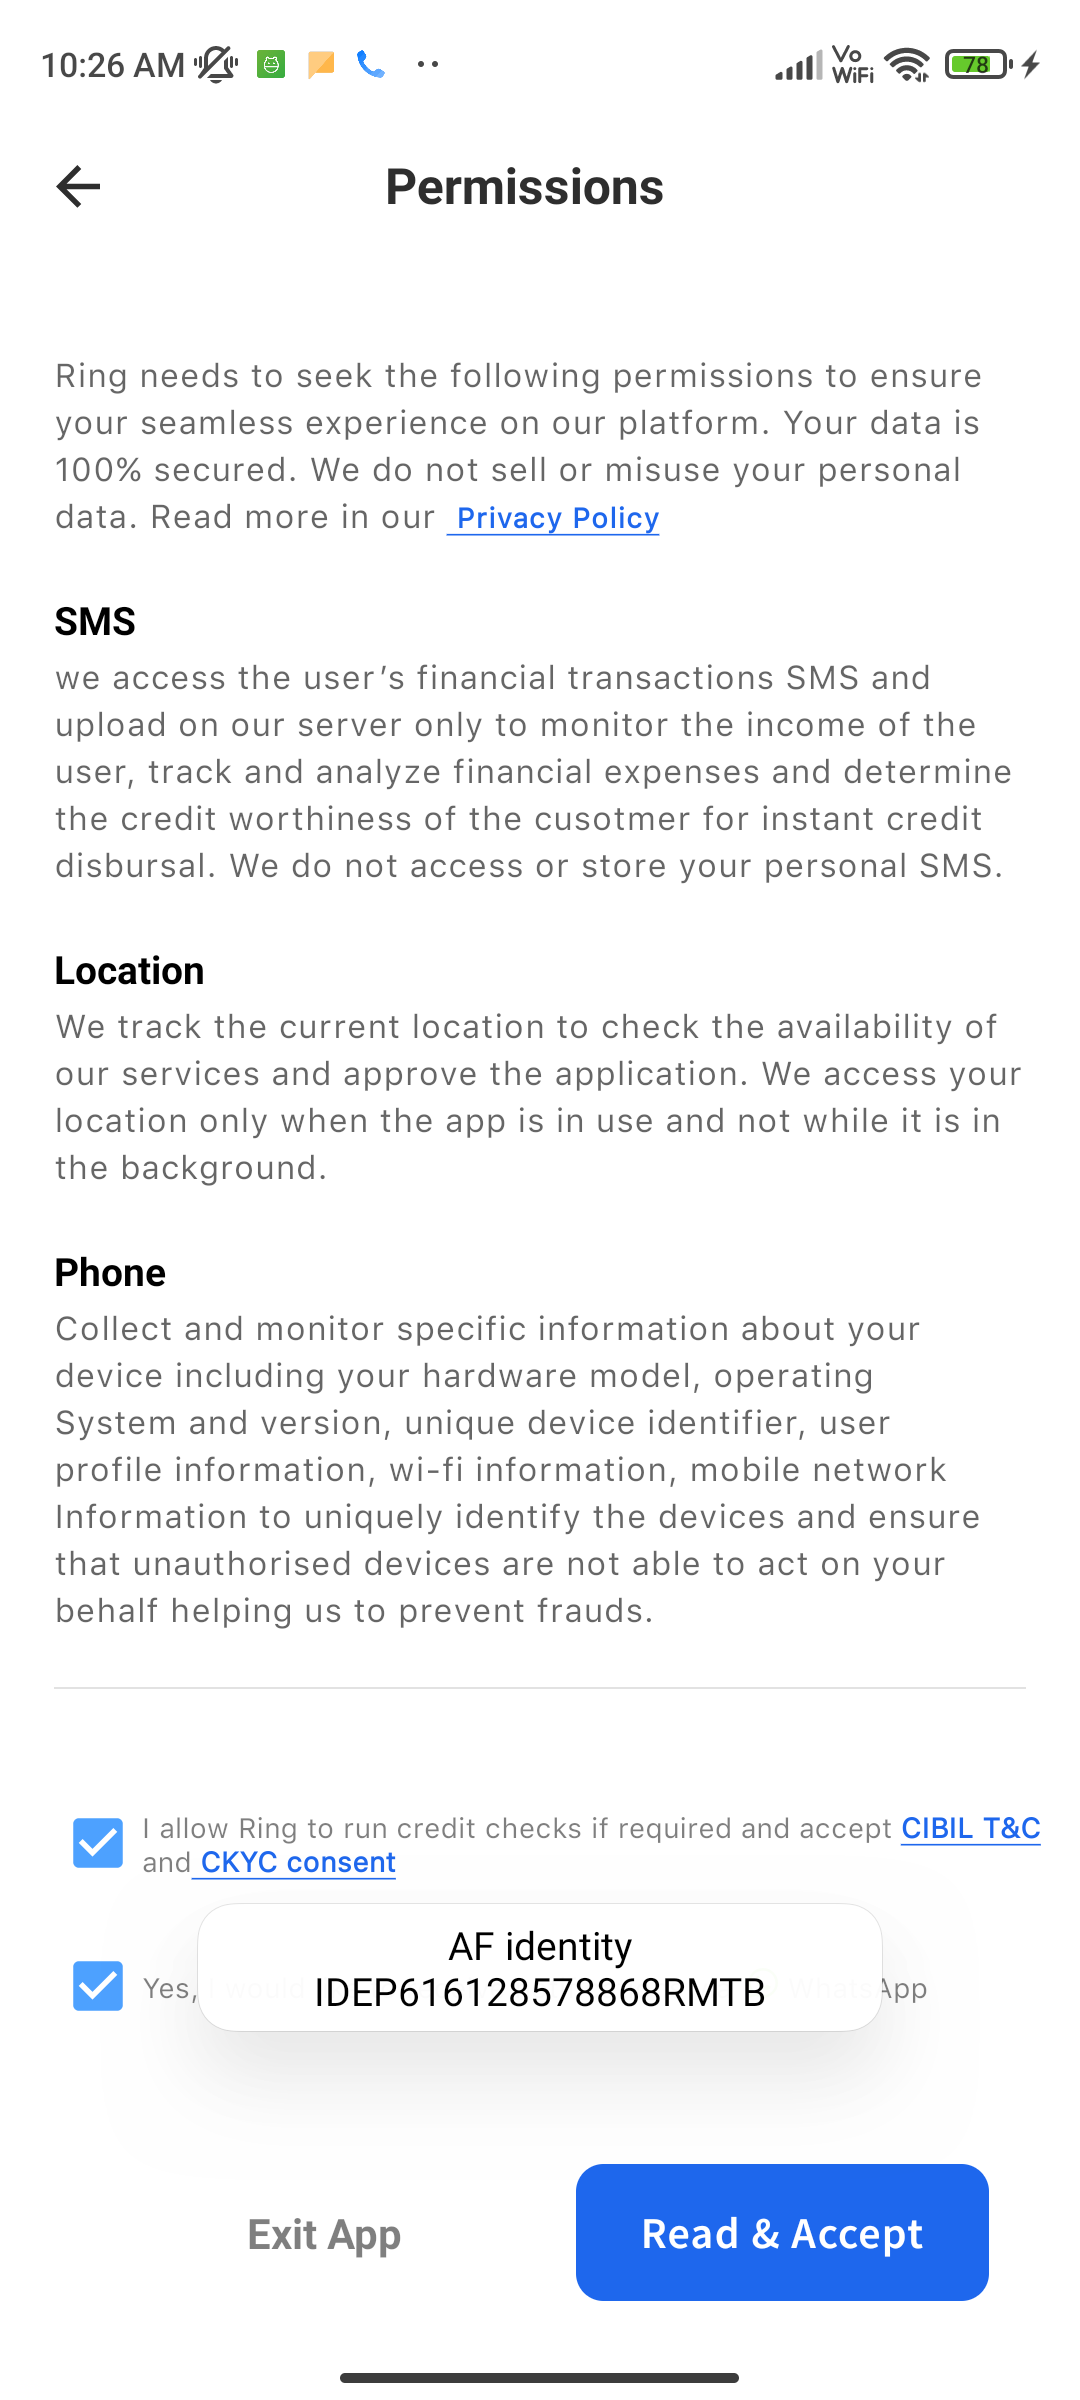 10:26 AM
Vo
WiFi
78
Permissions
Ring needs to seek the following permissions to ensure
your seamless experience on our platform. Your data is
100% secured. We do not sell or misuse your personal
data. Read more in our Privacy Policy
SMS
we access the user's financial transactions SMS and
upload on our server only to monitor the income of the
user, track and analyze financial expenses and determine
the credit worthiness of the cusotmer for instant credit
disbursal. We do not access or store your personal SMS.
Location
We track the current location to check the availability of
our services and approve the application. We access your
location only when the app is in use and not while it is in
the background.
Phone
Collect and monitor specific information about your
device including your hardware model, operating
System and version, unique device identifier, user
profile information, wi-fi information, mobile network
Information to uniquely identify the devices and ensure
that unauthorised devices are not able to act on your
behalf helping us to prevent frauds.
I allow Ring to run credit checks if required and accept CIBIL T&C
and CKYC consent
AF identity
IDEP616128578868RMTB
Yes, I would WhatsApp
Exit App
Read & Accept